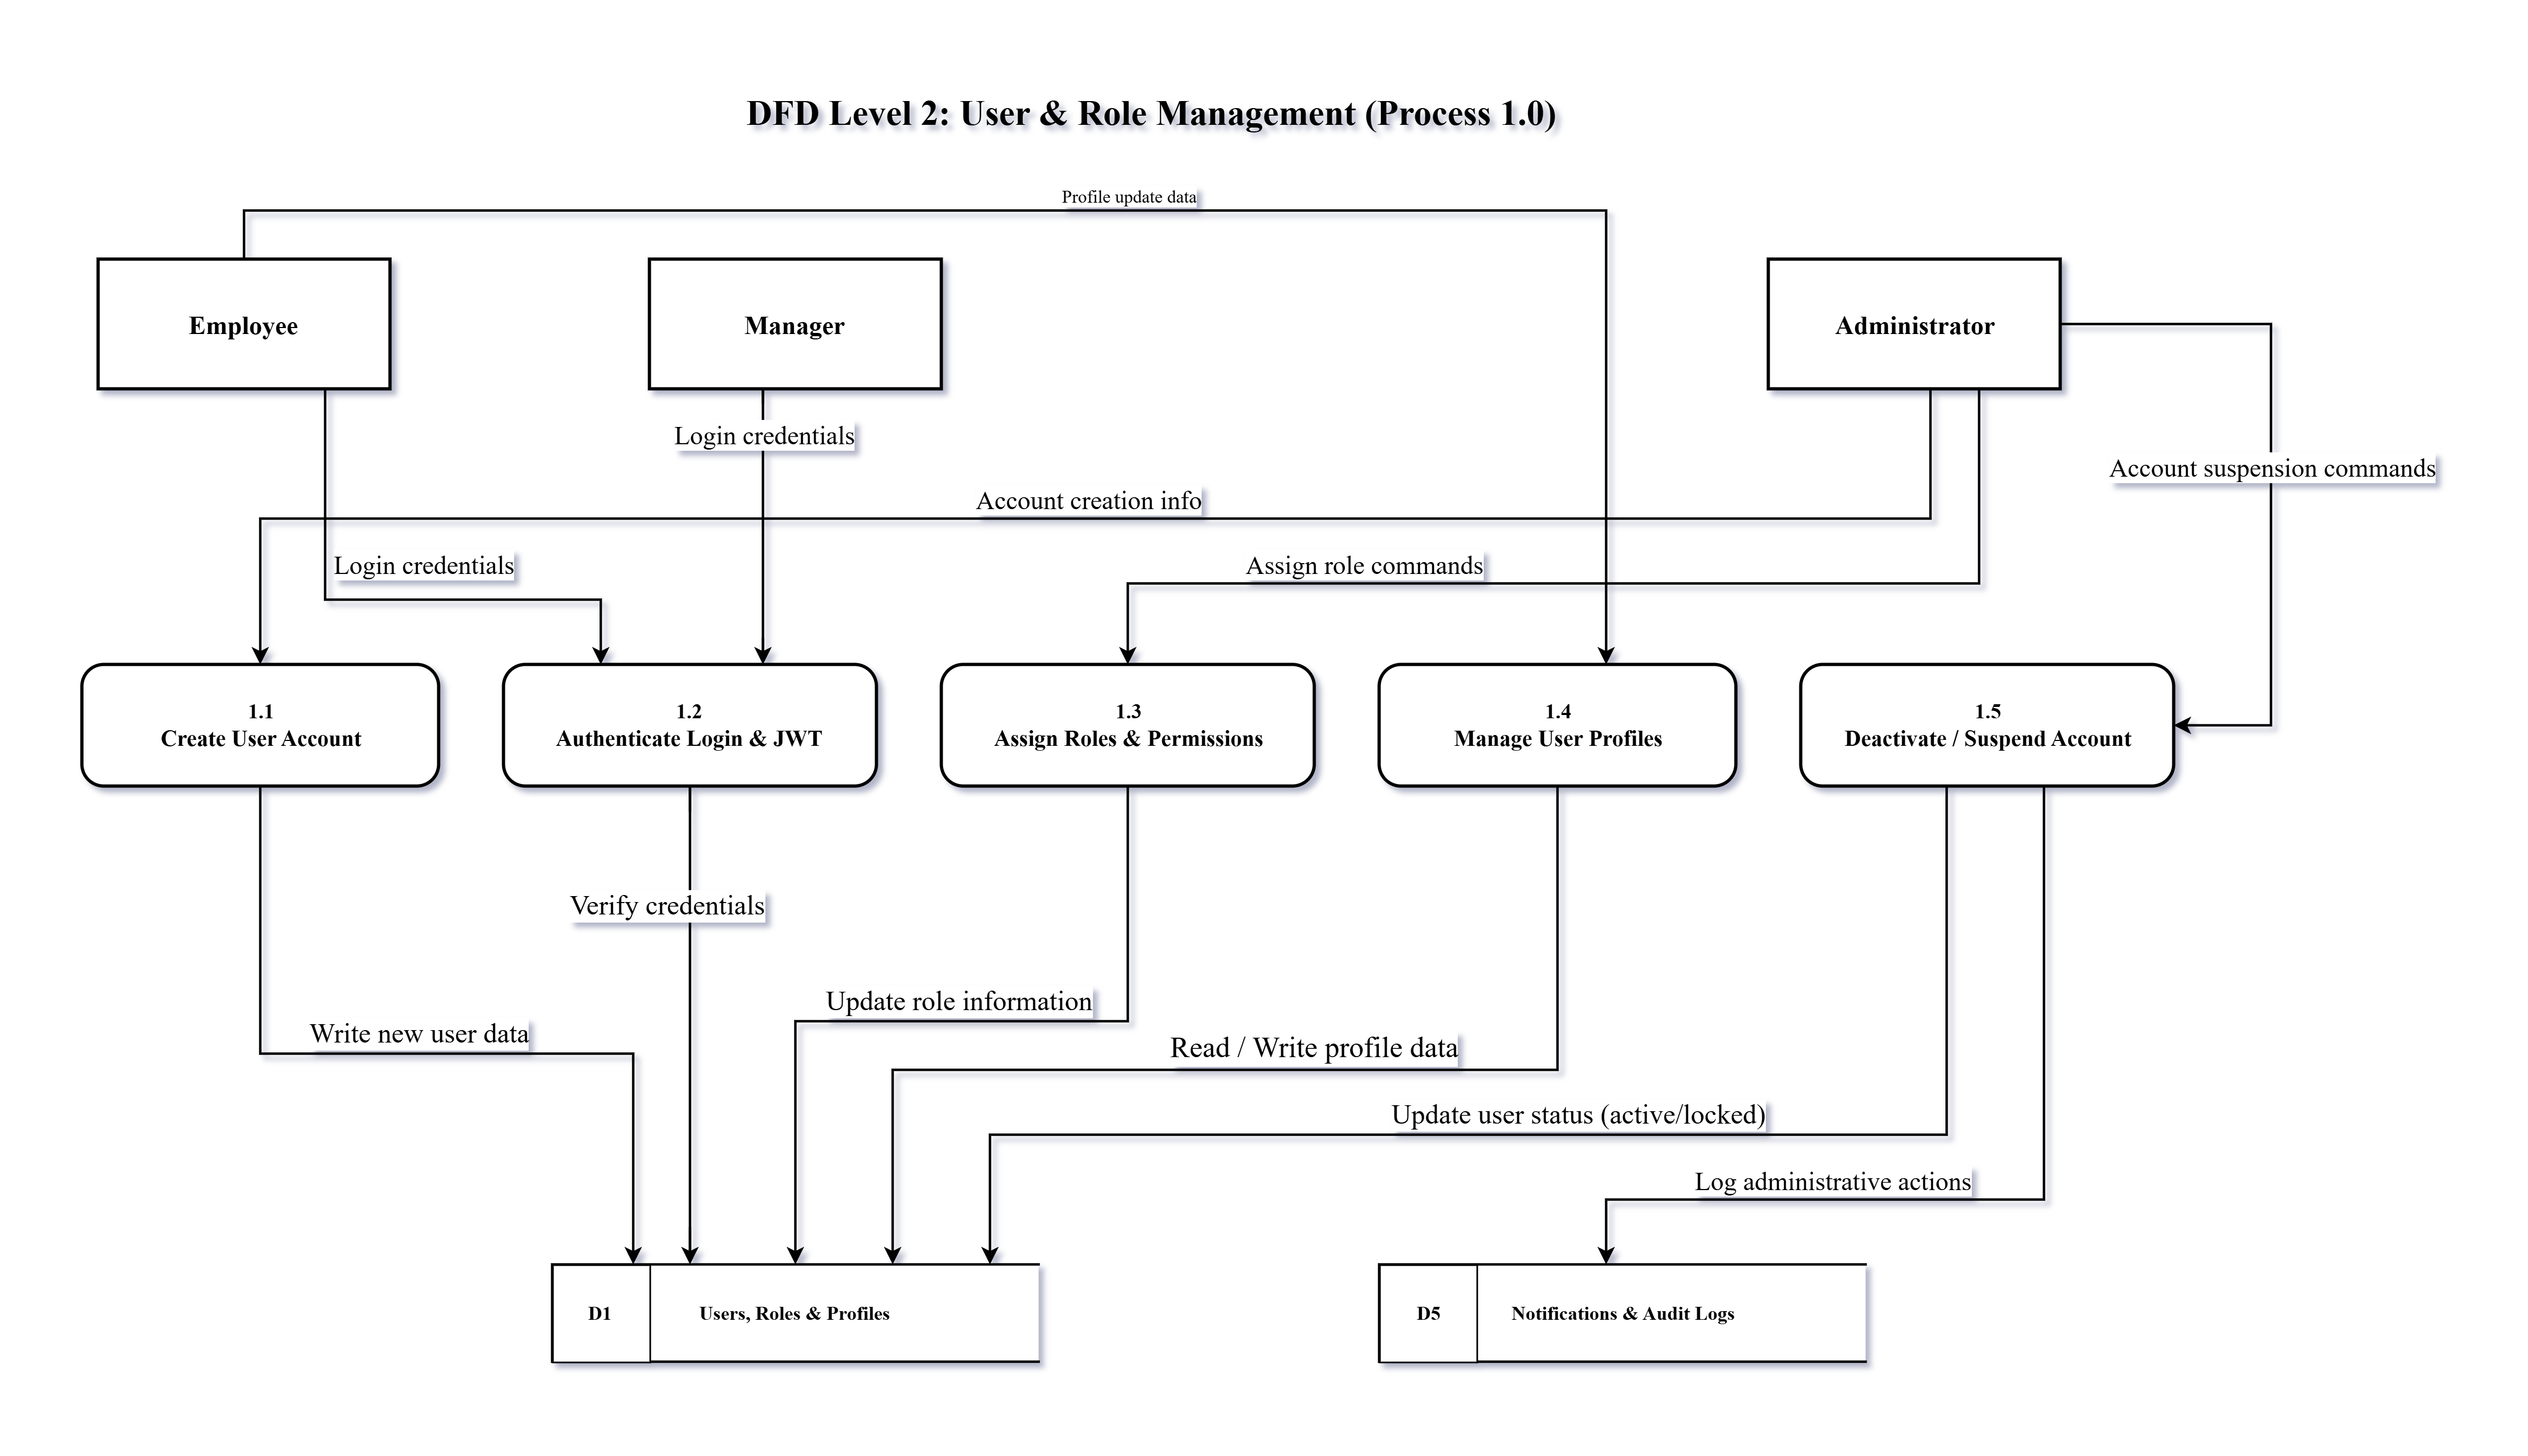 DFD Level 2: User & Role Management (Process 1.0)
Profile update data
Employee
Manager
Administrator
Login credentials
Account suspension commands
Account creation info
Login credentials
Assign role commands
1.1
Create User Account
1.2
Authenticate Login & JWT
1.3
Assign Roles & Permissions
1.4
Manage User Profiles
1.5
Deactivate / Suspend Account
Verify credentials
Update role information
Write new user data
Read / Write profile data
Update user status (active/locked)
Log administrative actions
D1
Users, Roles & Profiles
D5
Notifications & Audit Logs